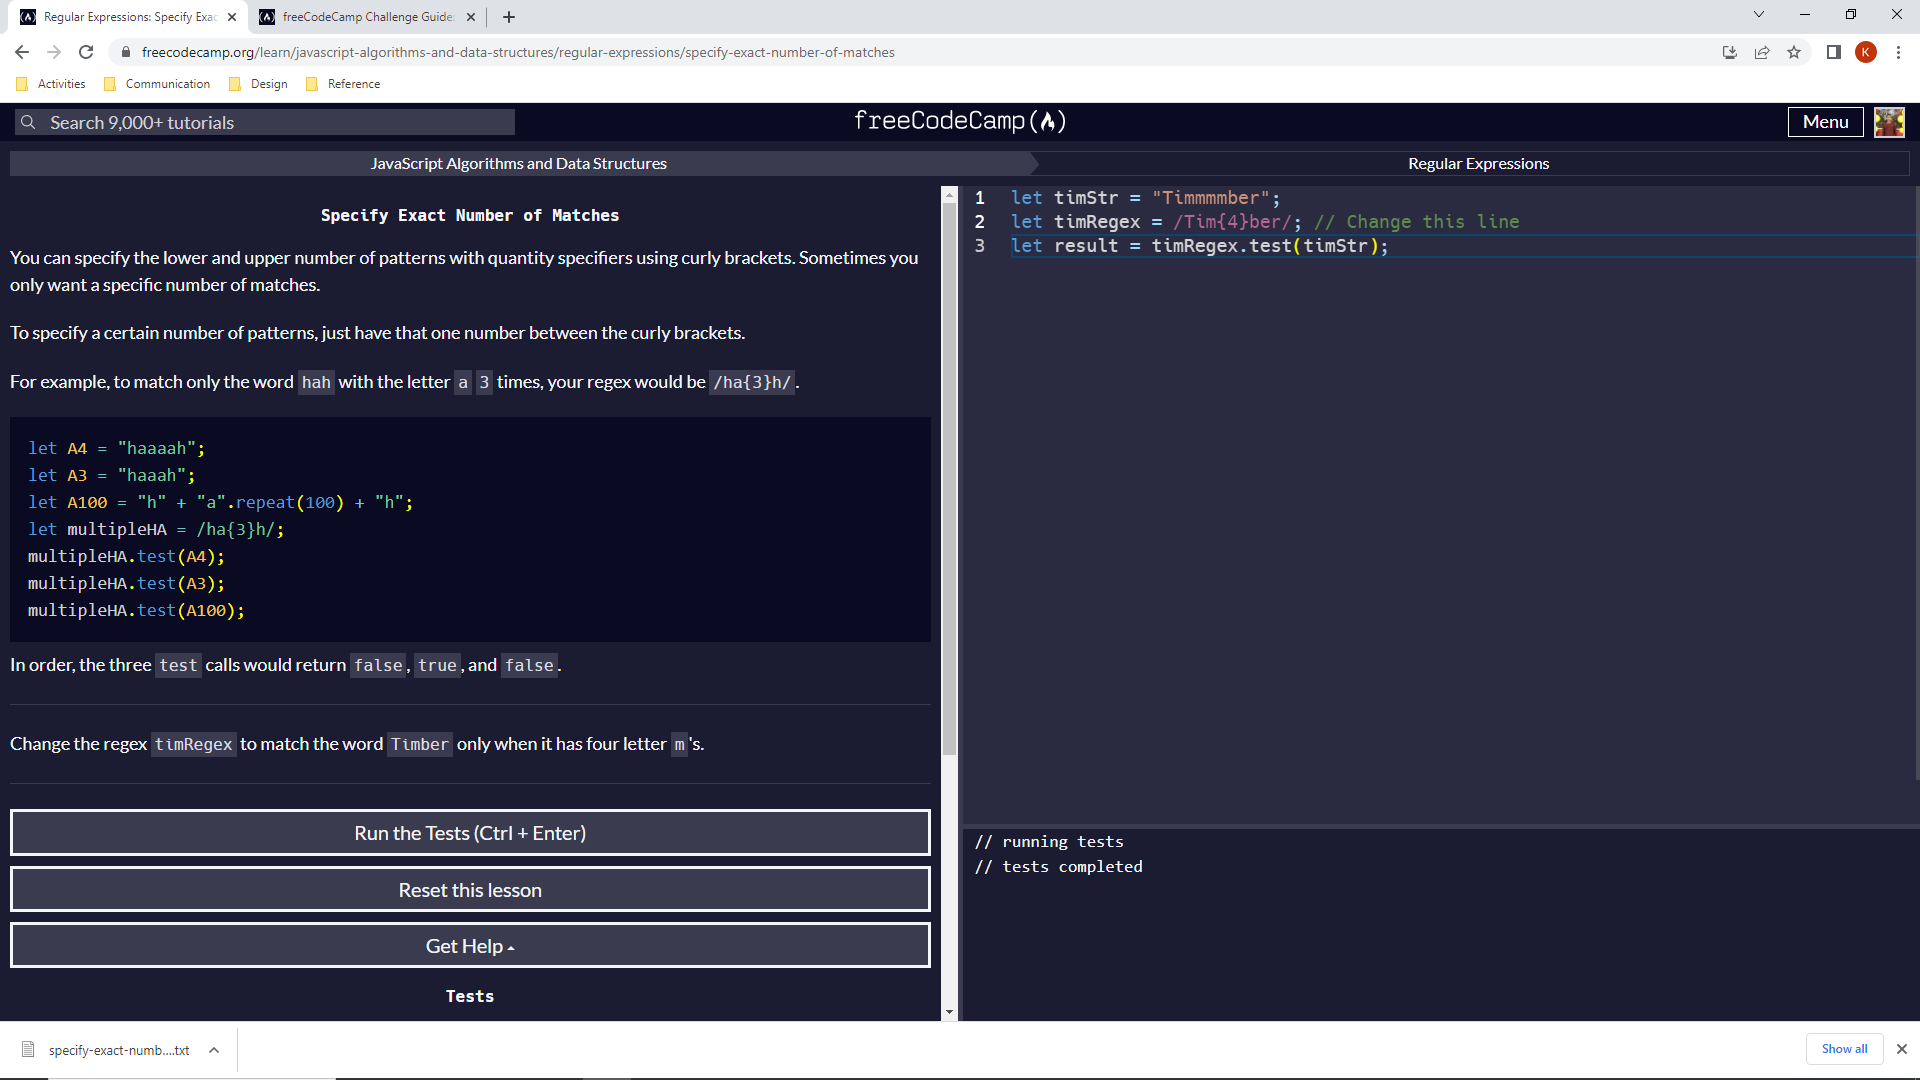 Regular Expressions: Specify Exac
freeCodeCamp Challenge Guide:
freecodecamp.org/learn/javascript-algorithms-and-data-structures/regular-expressions/specify-exact-number-of-matches
K
Activities
Communication
Design
Reference
Search 9,000+ tutorials
freeCodeCamp
Menu
JavaScript Algorithms and Data Structures
Regular Expressions
Specify Exact Number of Matches
You can specify the lower and upper number of patterns with quantity specifiers using curly brackets. Sometimes you
only want a specific number of matches.
To specify a certain number of patterns, just have that one number between the curly brackets.
For example, to match only the word hah with the letter a 3 times, your regex would be /ha{3}h/.
let A4 = "haaaah";
let A3 = "haaah";
let A100 = "h" + "a".repeat(100) + "h";
let multipleHA = /ha{3}h/;
multipleHA.test(A4);
multipleHA.test(A3);
multipleHA.test(A100);
In order, the three test calls would return false, true, and false.
Change the regex timRegex to match the word Timber only when it has four letter m's.
Run the Tests (Ctrl + Enter)
Reset this lesson
Get Help
Tests
1 let timStr = "Timmmmber";
2 let timRegex = /Tim{4}ber/; // Change this line
3 let result = timRegex.test(timStr);
// running tests
// tests completed
specify-exact-numb....txt
Show all